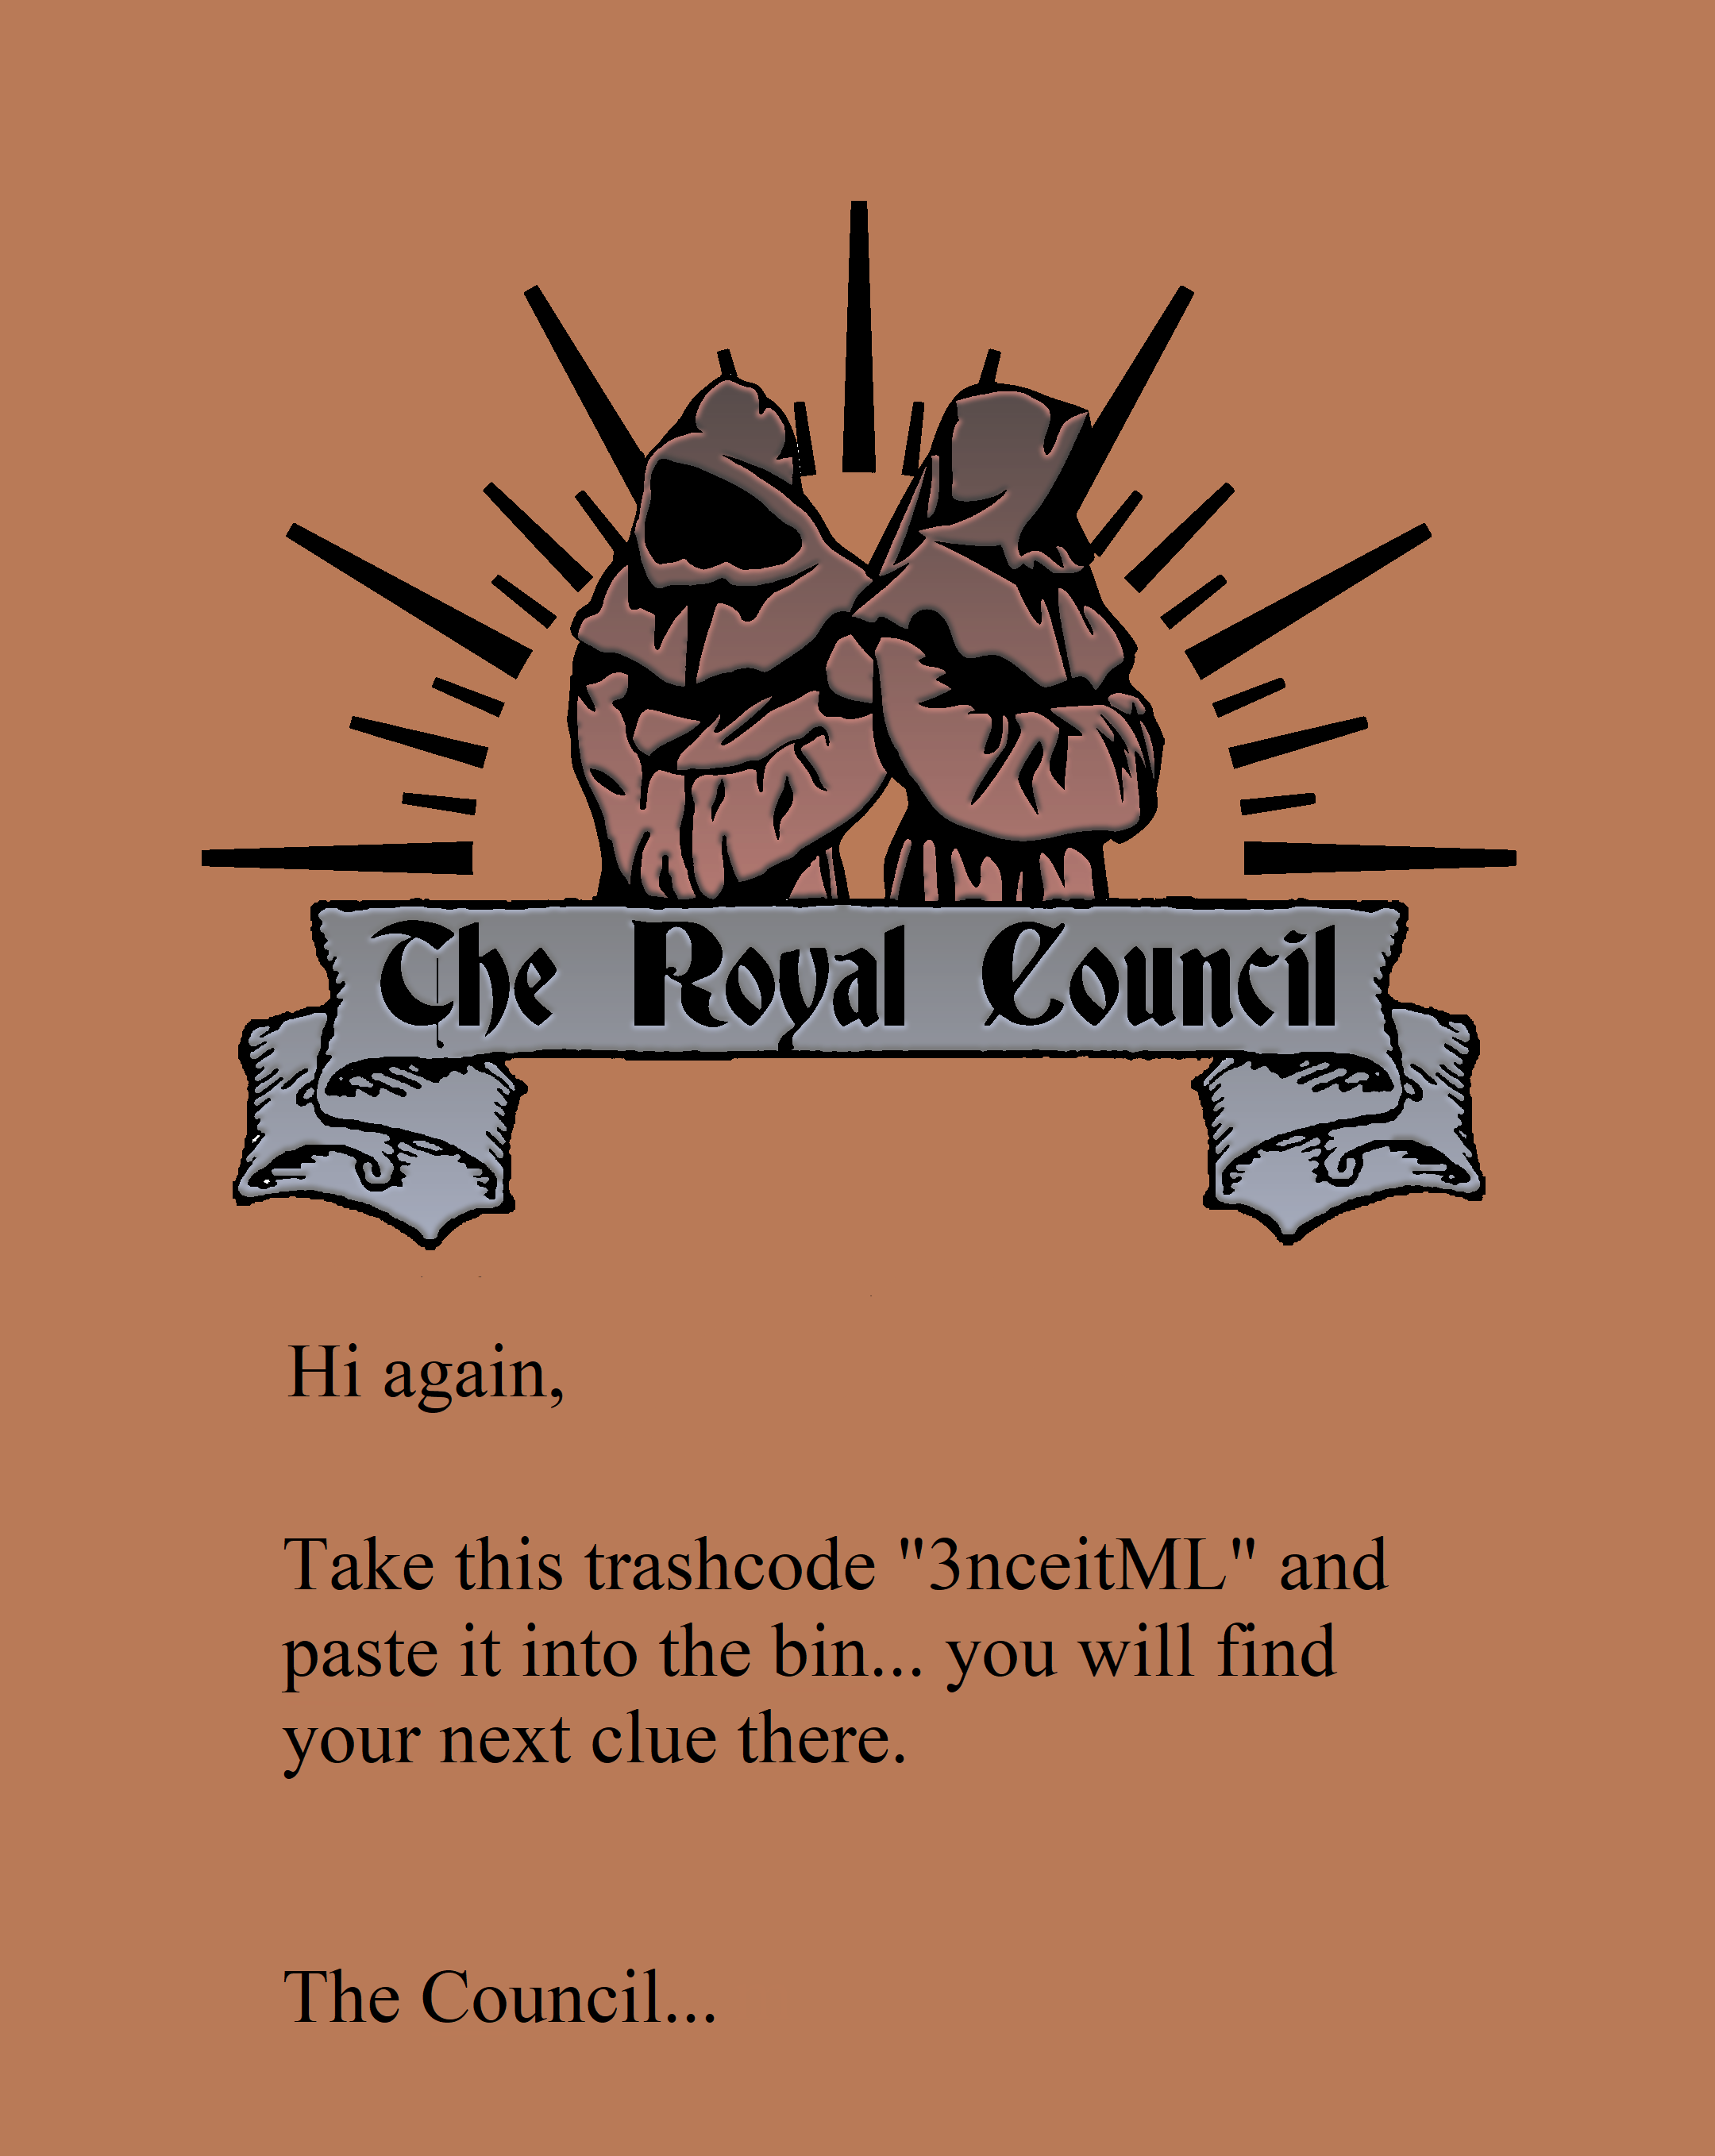 The Royal Council
Hi again,
Take this trashcode "3nceitML" and
paste it into the bin... you will find
your next clue there.
The Council...